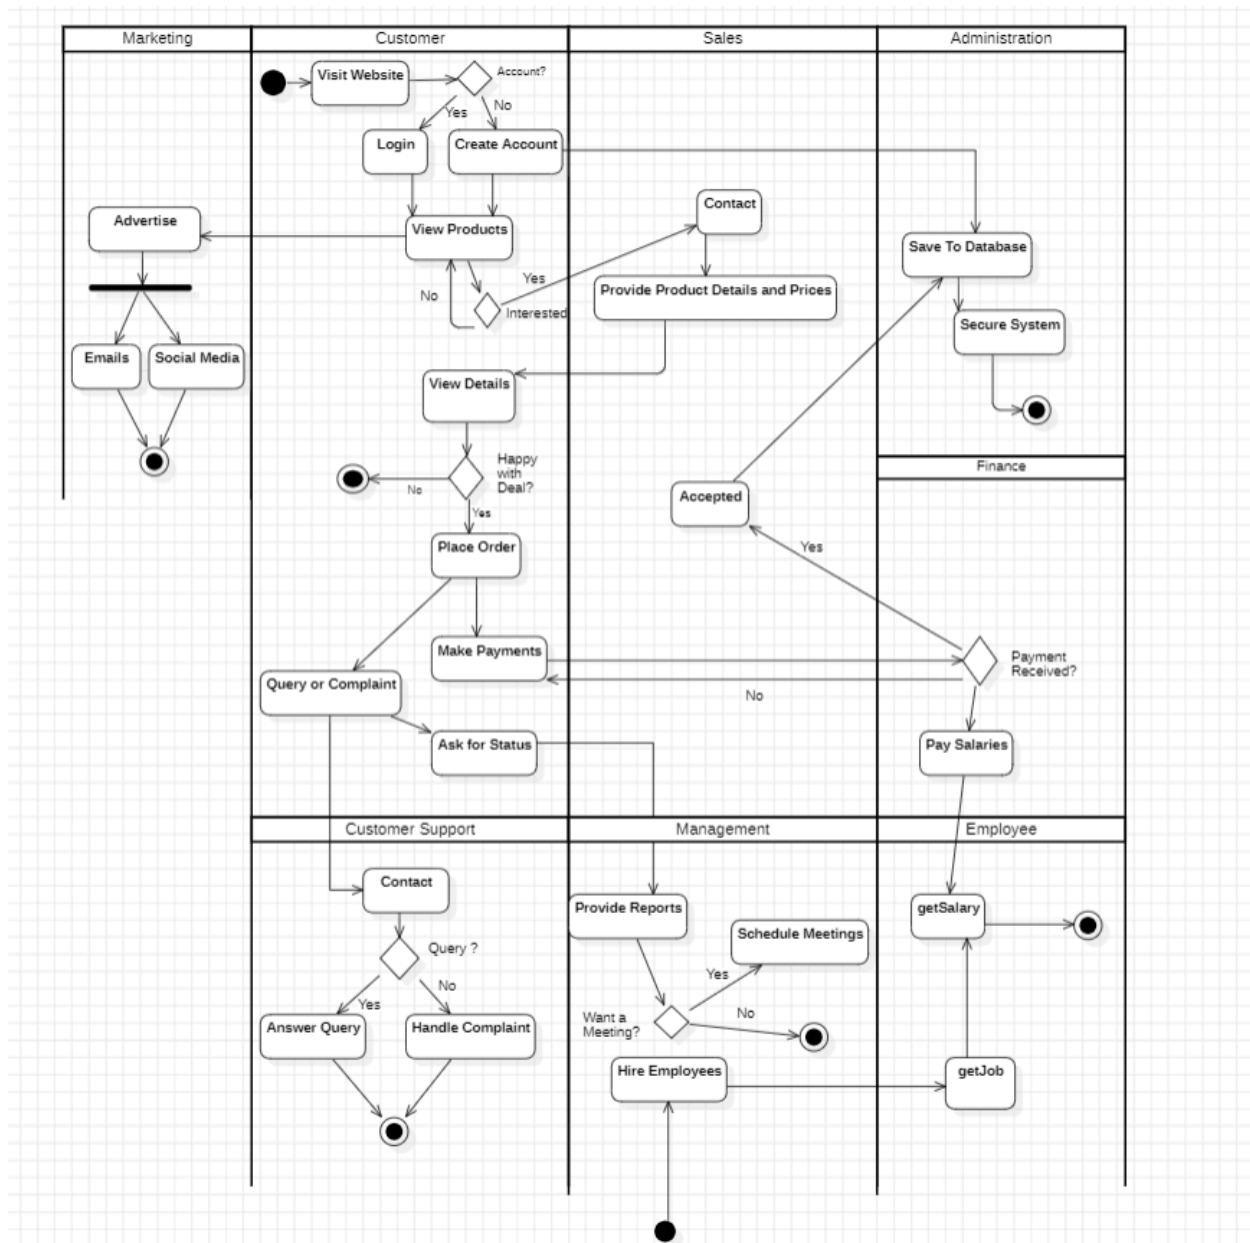 Marketing
Customer
Sales
Administration
Visit Website
Account?
Yes
No
Login
Create Account
Contact
Advertise
View Products
Save To Database
Yes
No
Interested
Provide Product Details and Prices
Secure System
Emails
Social Media
View Details
Happy
with
Deal?
No
Yes
Finance
Accepted
Place Order
Yes
Make Payments
Payment
Received?
No
Query or Complaint
Ask for Status
Pay Salaries
Customer Support
Management
Employee
Contact
Provide Reports
getSalary
Schedule Meetings
Query ?
Yes
No
Yes
No
Want a
Meeting?
Answer Query
Handle Complaint
Hire Employees
getJob